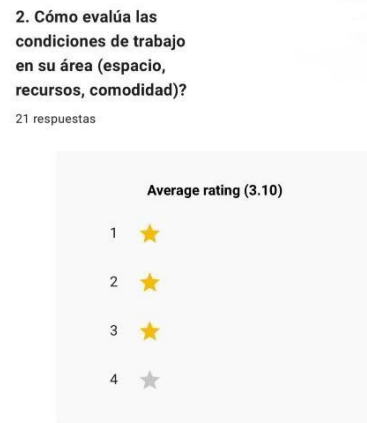 2. Cómo evalúa las
condiciones de trabajo
en su área (espacio,
recursos, comodidad)?
21 respuestas
Average rating (3.10)
1
2
3
4